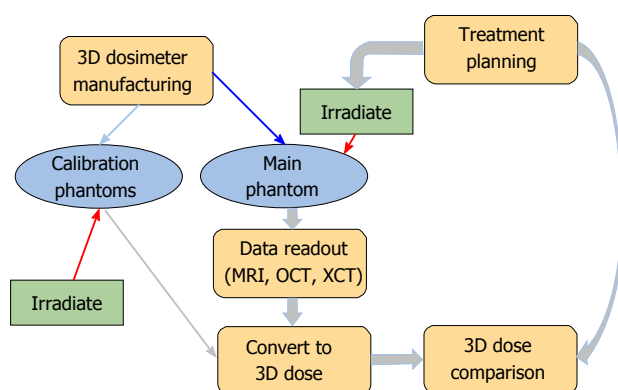 3D dosimeter
manufacturing
Treatment
planning
Irradiate
Calibration
phantoms
Main
phantom
Data readout
(MRI, OCT, XCT)
Irradiate
Convert to
3D dose
3D dose
comparison